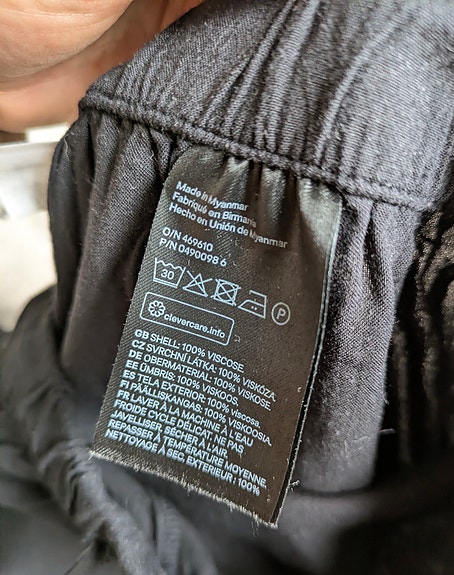 Made in Myanmar
Fabriqué en Birmanie
Hecho en Unión de Myanmar
O/N 469610
P/N 0490098 6
30
P
clevercare.info
GB SHELL: 100% VISCOSE
CZ SVRCHNÍ LÁTKA: 100% VISKÓZA
DE OBERMATERIAL: 100% VISKOSE
EE ÜMBRIS: 100% VISKOOS.
ES TELA EXTERIOR: 100% viscosa.
FI PÄÄLLISKANGAS: 100% VISKOOSIA
FR LAVER À LA MACHINE À L'EAU
FROIDE CYCLE DÉLICAT, NE PAS
JAVELLISER, SÉCHER À L'AIR
REPASSER À TEMPÉRATURE MOYENNE
NETTOYAGE À SEC, EXTÉRIEUR: 100%